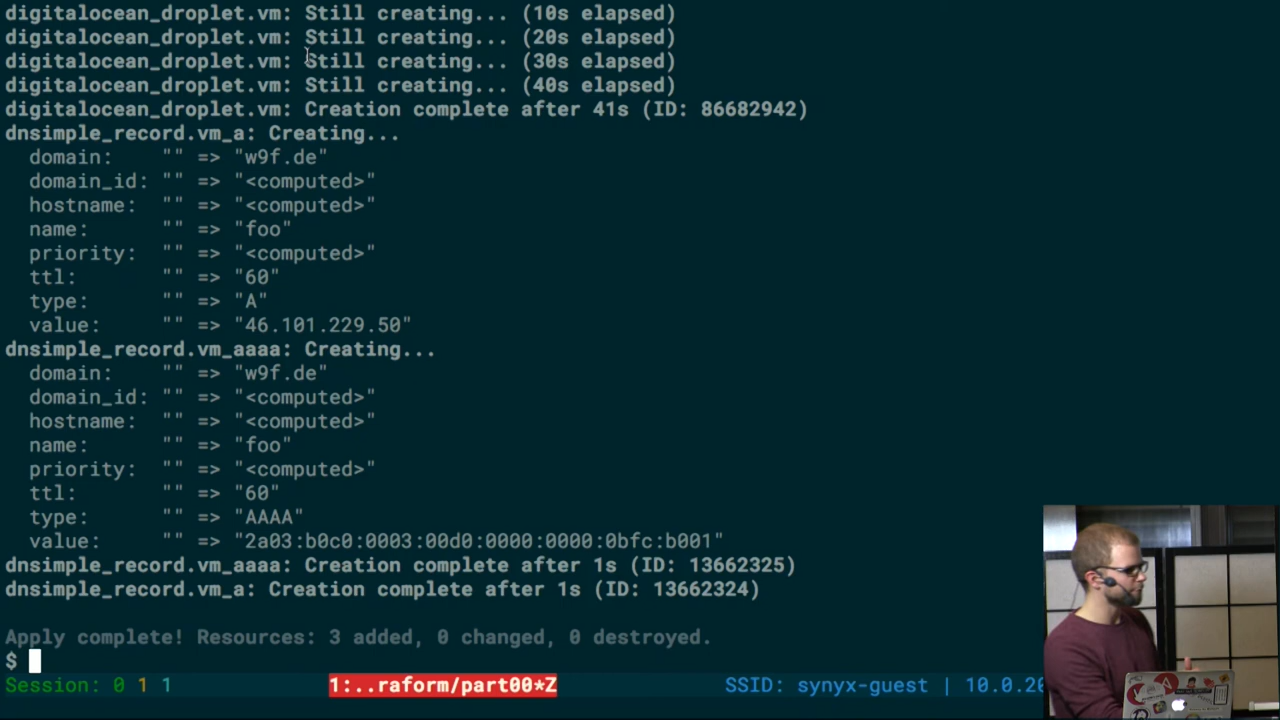 digitalocean_droplet.vm: Still creating... (10s elapsed)
digitalocean_droplet.vm: Still creating... (20s elapsed)
digitalocean_droplet.vm: Still creating... (30s elapsed)
digitalocean_droplet.vm: Still creating... (40s elapsed)
digitalocean_droplet.vm: Creation complete after 41s (ID: 86682942)
dnsimple_record.vm_a: Creating...
  domain:    "" => "w9f.de"
  domain_id: "" => "<computed>"
  hostname:  "" => "<computed>"
  name:      "" => "foo"
  priority:  "" => "<computed>"
  ttl:       "" => "60"
  type:      "" => "A"
  value:     "" => "46.101.229.50"
dnsimple_record.vm_aaaa: Creating...
  domain:    "" => "w9f.de"
  domain_id: "" => "<computed>"
  hostname:  "" => "<computed>"
  name:      "" => "foo"
  priority:  "" => "<computed>"
  ttl:       "" => "60"
  type:      "" => "AAAA"
  value:     "" => "2a03:b0c0:0003:00d0:0000:0000:0bfc:b001"
dnsimple_record.vm_aaaa: Creation complete after 1s (ID: 13662325)
dnsimple_record.vm_a: Creation complete after 1s (ID: 13662324)

Apply complete! Resources: 3 added, 0 changed, 0 destroyed.
$
Session: 0 1 1 1:..raform/part00*Z SSID: synyx-guest | 10.0.20